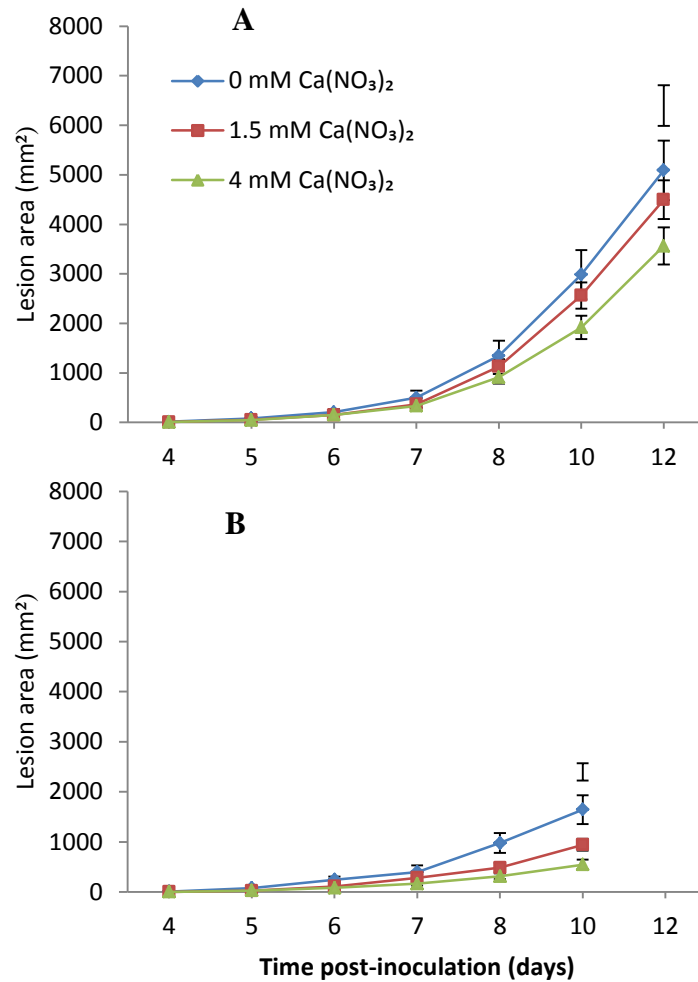 A
8000
7000
6000
5000
4000
3000
2000
1000
0
Lesion area (mm²)
0 mM Ca(NO₃)₂
1.5 mM Ca(NO₃)₂
4 mM Ca(NO₃)₂
4 5 6 7 8 10 12
B
8000
7000
6000
5000
4000
3000
2000
1000
0
Lesion area (mm²)
4 5 6 7 8 10 12
Time post-inoculation (days)